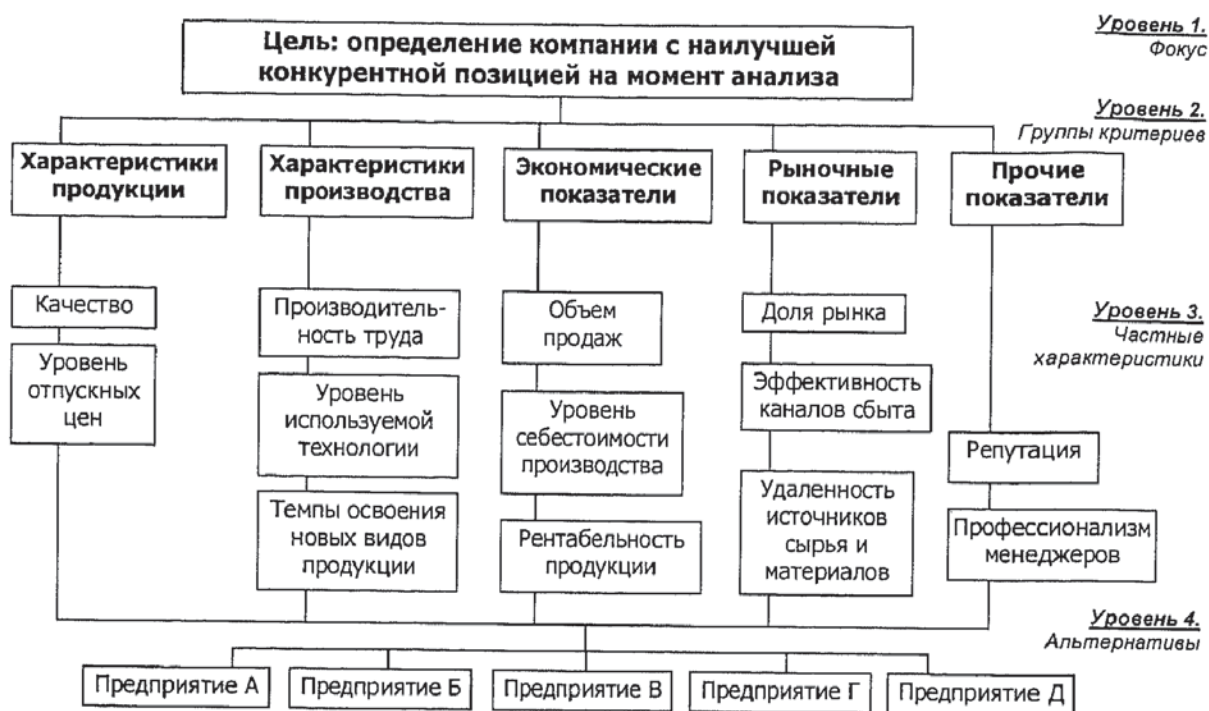 Цель: определение компании с наилучшей
конкурентной позицией на момент анализа
Уровень 1.
Фокус
Уровень 2.
Группы критериев
Характеристики
продукции
Характеристики
производства
Экономические
показатели
Рыночные
показатели
Прочие
показатели
Качество
Уровень
отпускных
цен
Производитель-
ность труда
Уровень
используемой
технологии
Темпы освоения
новых видов
продукции
Объем
продаж
Уровень
себестоимости
производства
Рентабельность
продукции
Доля рынка
Эффективность
каналов сбыта
Удаленность
источников
сырья и
материалов
Репутация
Профессионализм
менеджеров
Уровень 3.
Частные
характеристики
Уровень 4.
Альтернативы
Предприятие А
Предприятие Б
Предприятие В
Предприятие Г
Предприятие Д